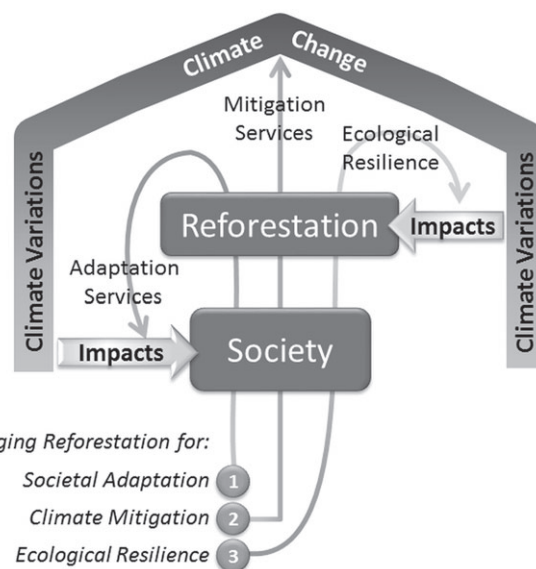 Climate Change
Mitigation
Services
Ecological
Resilience
Climate Variations
Reforestation
Impacts
Climate Variations
Adaptation
Services
Impacts
Society
ging Reforestation for:
Societal Adaptation 1
Climate Mitigation 2
Ecological Resilience 3